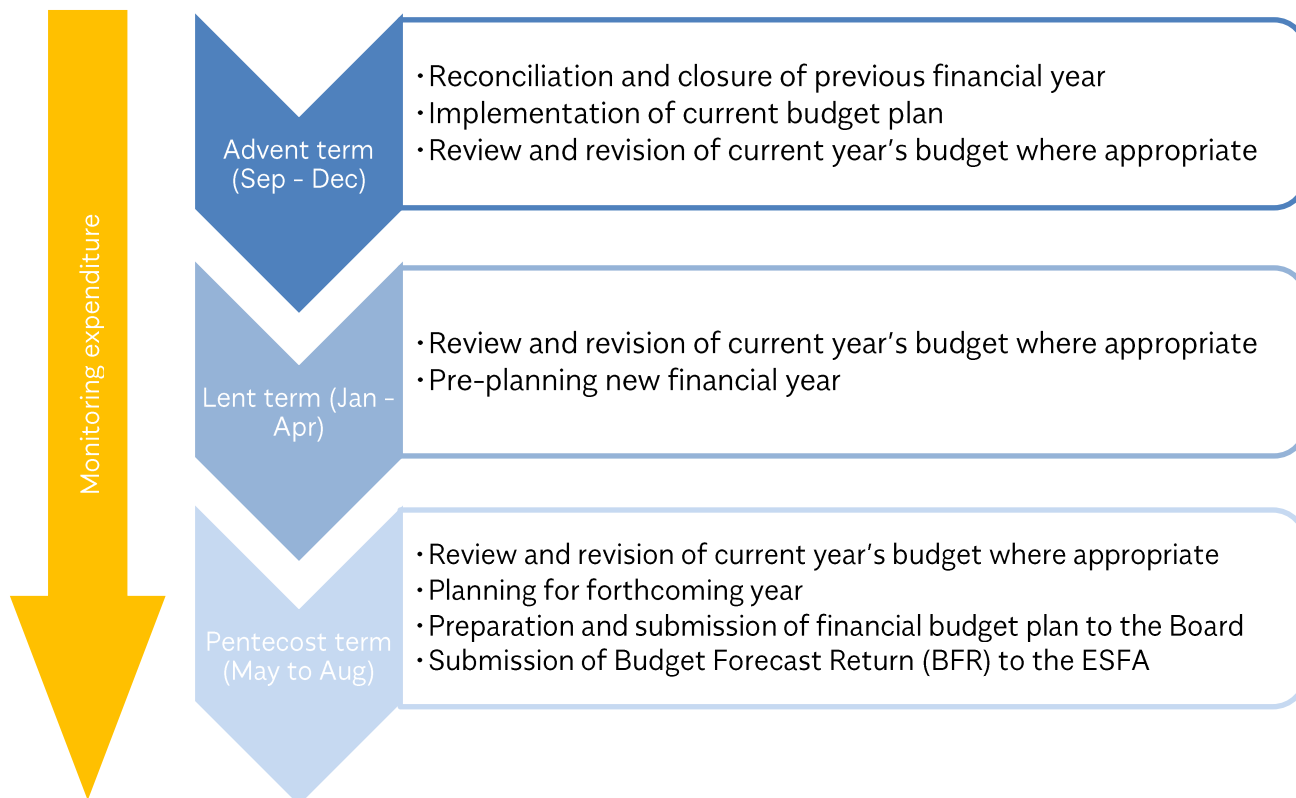 Monitoring expenditure
Advent term
(Sep - Dec)
• Reconciliation and closure of previous financial year
• Implementation of current budget plan
• Review and revision of current year’s budget where appropriate
Lent term (Jan -
Apr)
• Review and revision of current year’s budget where appropriate
• Pre-planning new financial year
Pentecost term
(May to Aug)
• Review and revision of current year’s budget where appropriate
• Planning for forthcoming year
• Preparation and submission of financial budget plan to the Board
• Submission of Budget Forecast Return (BFR) to the ESFA